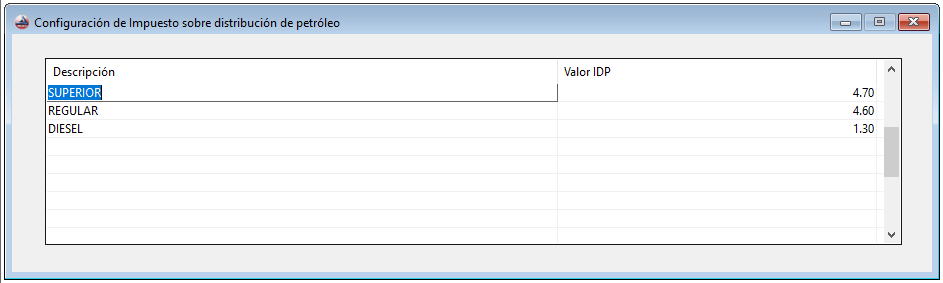 Configuración de Impuesto sobre distribución de petróleo
Descripción Valor IDP
SUPERIOR 4.70
REGULAR 4.60
DIESEL 1.30